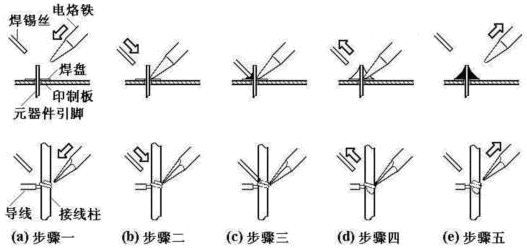 焊锡丝
电烙铁
焊盘
印制板
元器件引脚
导线
接线柱
(a) 步骤一
(b) 步骤二
(c) 步骤三
(d) 步骤四
(e) 步骤五